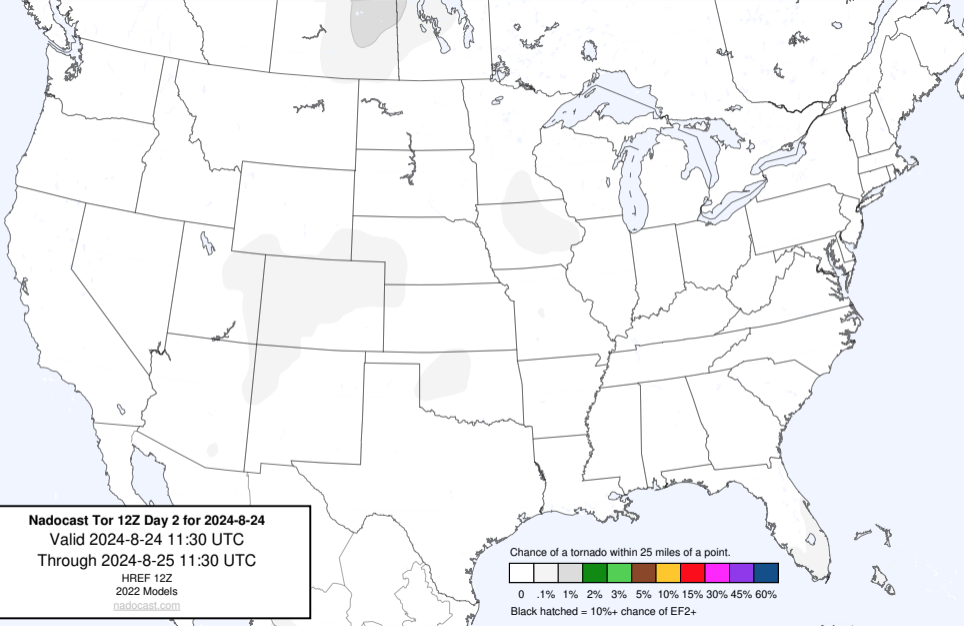 Nadocast Tor 12Z Day 2 for 2024-8-24
Valid 2024-8-24 11:30 UTC
Through 2024-8-25 11:30 UTC
HREF 12Z
2022 Models
nadocast.com
Chance of a tornado within 25 miles of a point.
0 .1% 1% 2% 3% 5% 10% 15% 30% 45% 60%
Black hatched = 10%+ chance of EF2+